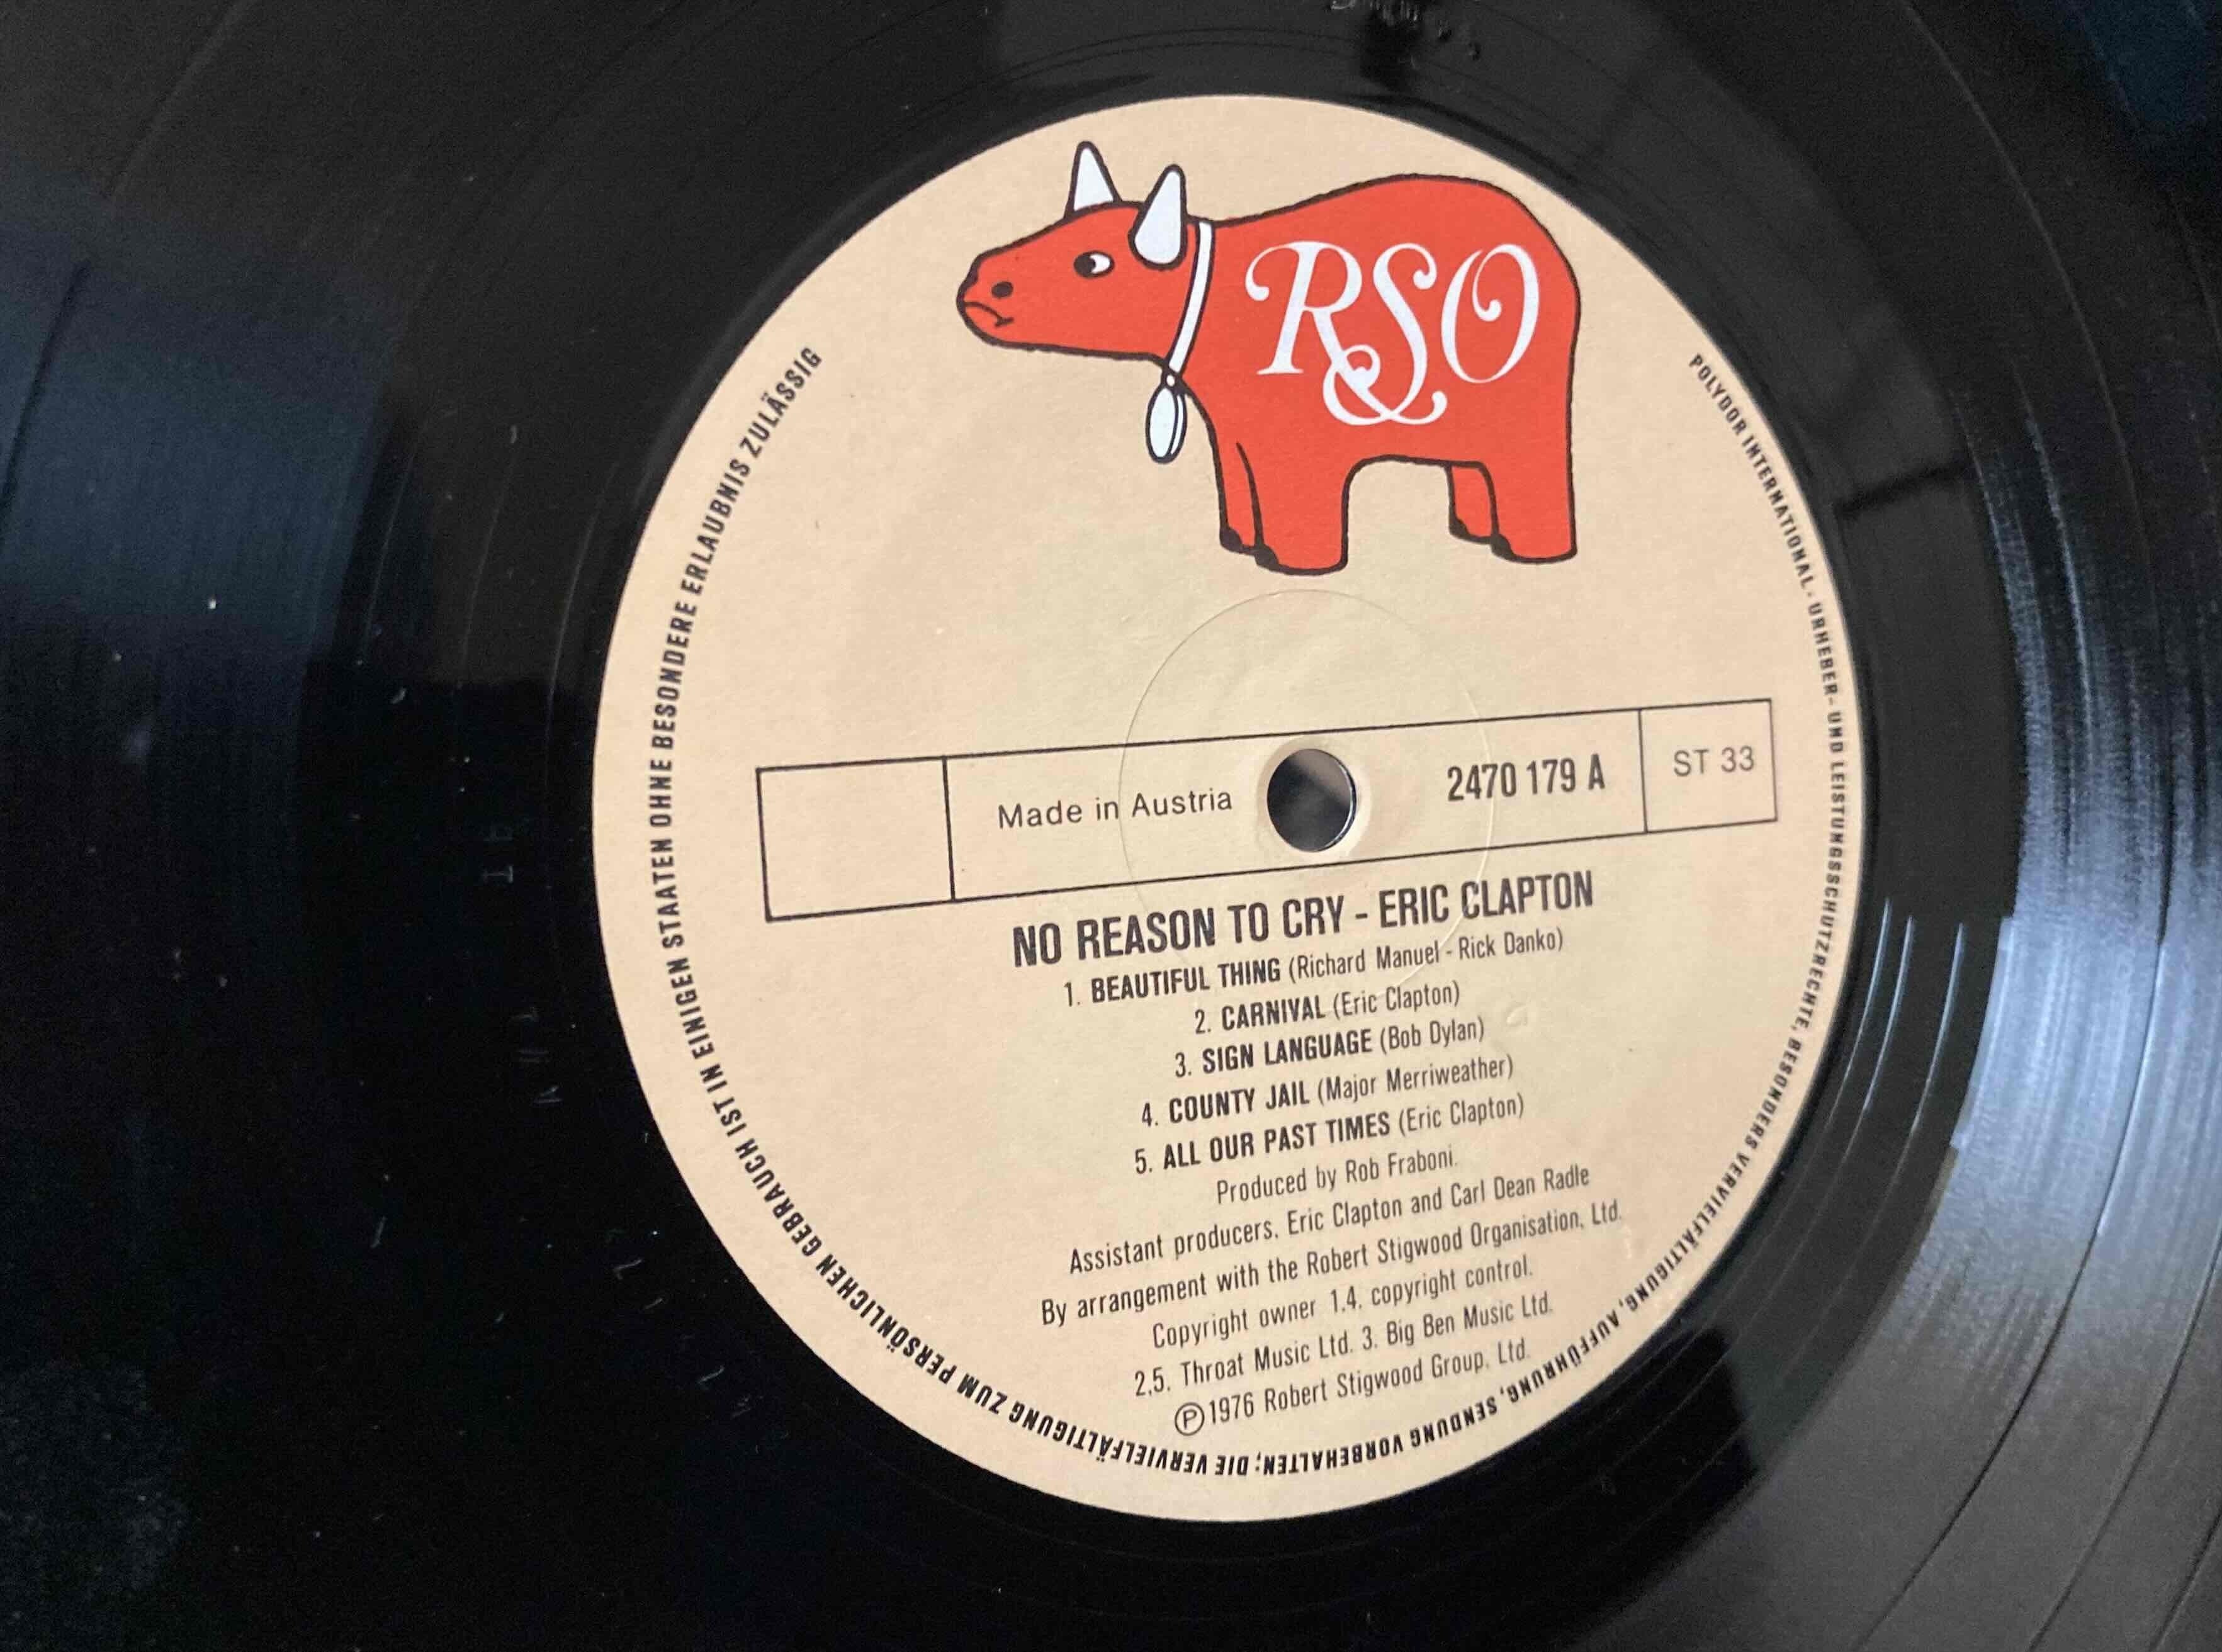 RSO
Made in Austria
2470 179 A
ST 33
NO REASON TO CRY - ERIC CLAPTON
1. BEAUTIFUL THING (Richard Manuel - Rick Danko)
2. CARNIVAL (Eric Clapton)
3. SIGN LANGUAGE (Bob Dylan)
4. COUNTY JAIL (Major Merriweather)
5. ALL OUR PAST TIMES (Eric Clapton)
Produced by Rob Fraboni.
Assistant producers. Eric Clapton and Carl Dean Radle
By arrangement with the Robert Stigwood Organisation, Ltd.
Copyright owner 1.4. copyright control.
2,5. Throat Music Ltd. 3. Big Ben Music Ltd.
℗1976 Robert Stigwood Group. Ltd.
POLYDOR INTERNATIONAL · URHEBER- UND LEISTUNGSSCHUTZRECHTE, BESONDERS VERVIELFÄLTIGUNG, AUFFÜHRUNG, SENDUNG VORBEHALTEN; DIE VERVIELFÄLTIGUNG ZUM PERSÖNLICHEN GEBRAUCH IST IN EINIGEN STAATEN OHNE BESONDERE ERLAUBNIS ZULÄSSIG